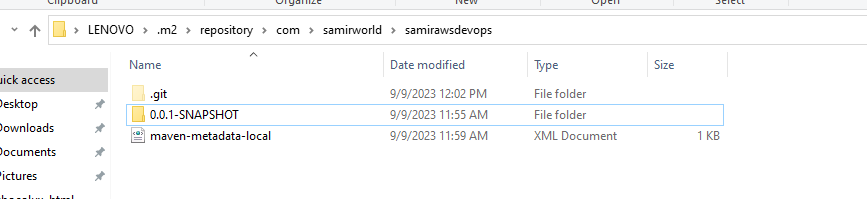 Clipboard Organize New Open Select
LENOVO > .m2 > repository > com > samirworld > samirawsdevops
Name Date modified Type Size
uick access
Desktop
Downloads
Documents
Pictures
.git 9/9/2023 12:02 PM File folder
0.0.1-SNAPSHOT 9/9/2023 11:55 AM File folder
maven-metadata-local 9/9/2023 11:59 AM XML Document 1 KB